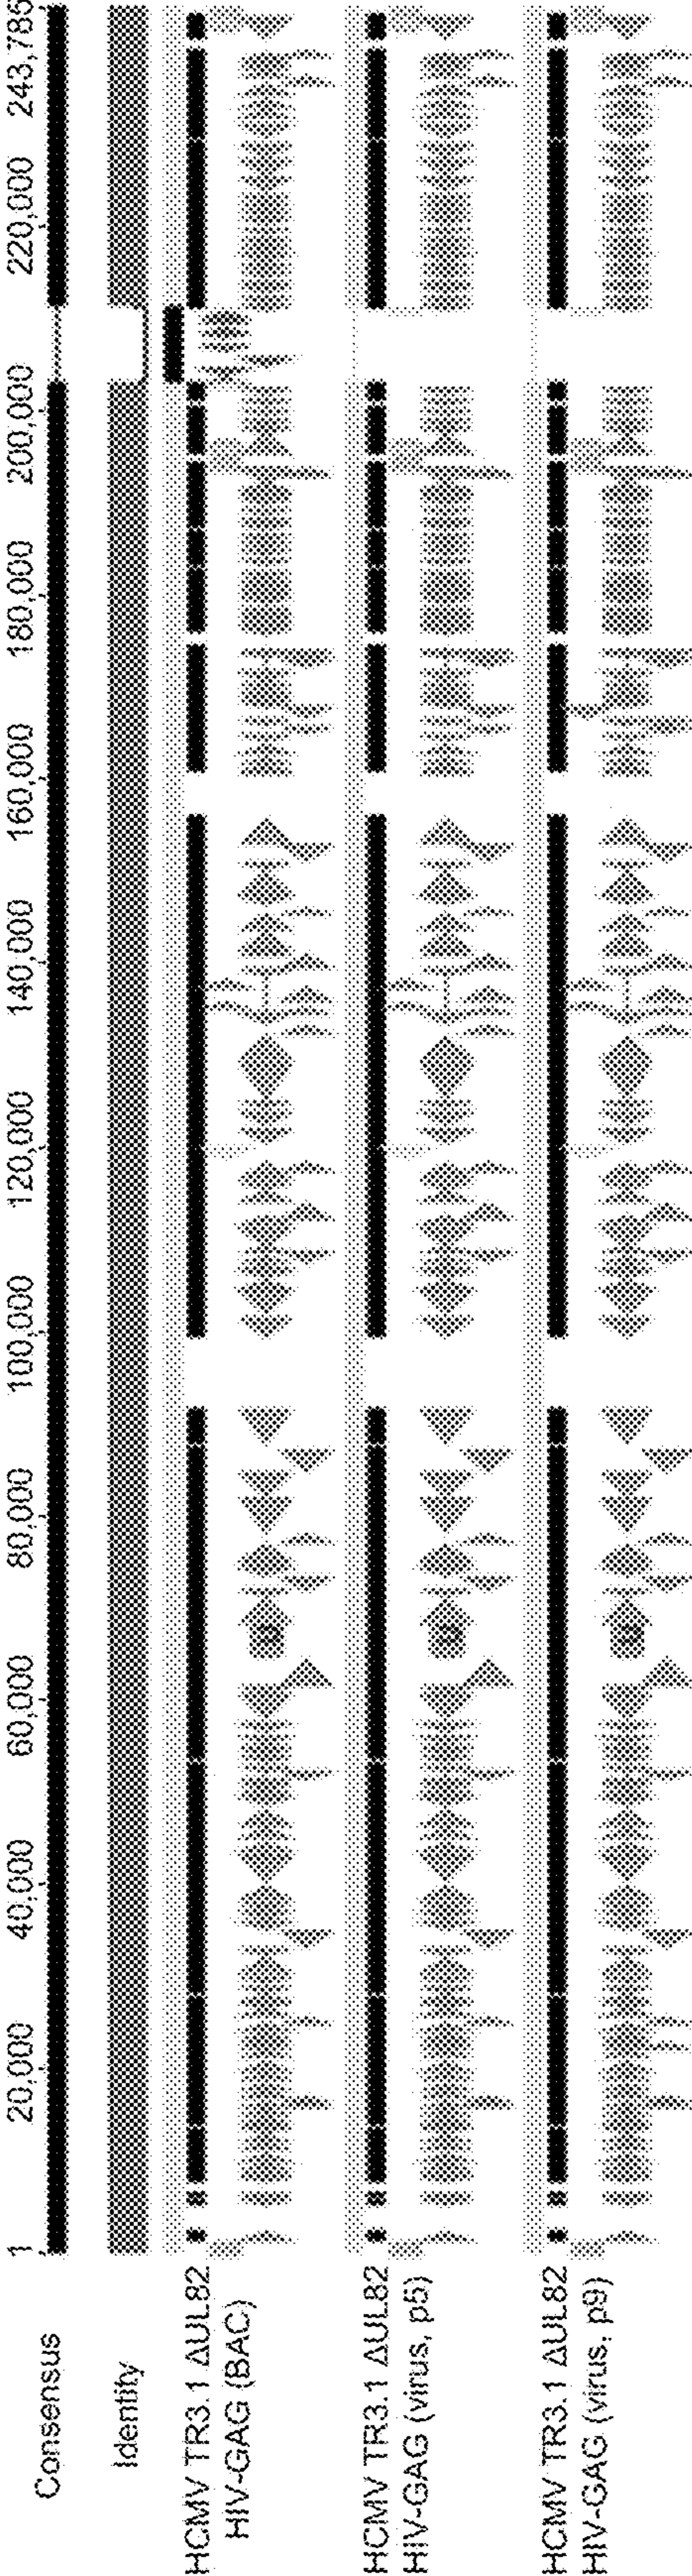 1 20,000 40,000 60,000 80,000 100,000 120,000 140,000 160,000 180,000 200,000 220,000 243,785
Consensus
Identity
HCMV TR3.1 ΔUL82
HIV-GAG (BAC)
HCMV TR3.1 ΔUL82
HIV-GAG (virus, p5)
HCMV TR3.1 ΔUL82
HIV-GAG (virus, p9)